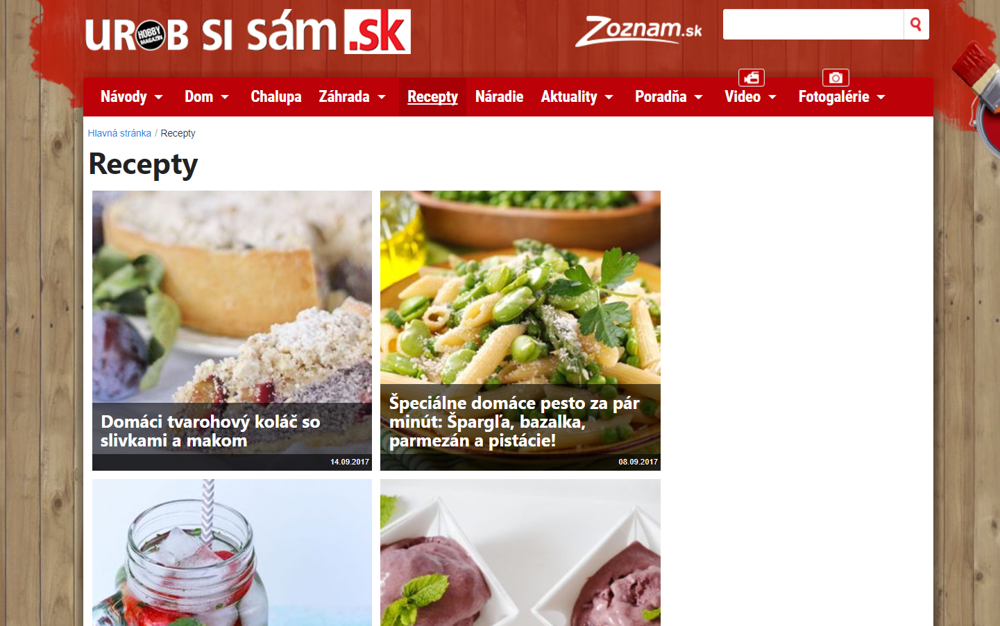 UROB SI SÁM .sk
HOBBY
MAGAZÍN
Zoznam.sk
Návody Dom Chalupa Záhrada Recepty Náradie Aktuality Poradňa Video Fotogalérie
Hlavná stránka / Recepty
Recepty
Domáci tvarohový koláč so
slivkami a makom
14.09.2017
Špeciálne domáce pesto za pár
minút: Špargľa, bazalka,
parmezán a pistácie!
08.09.2017